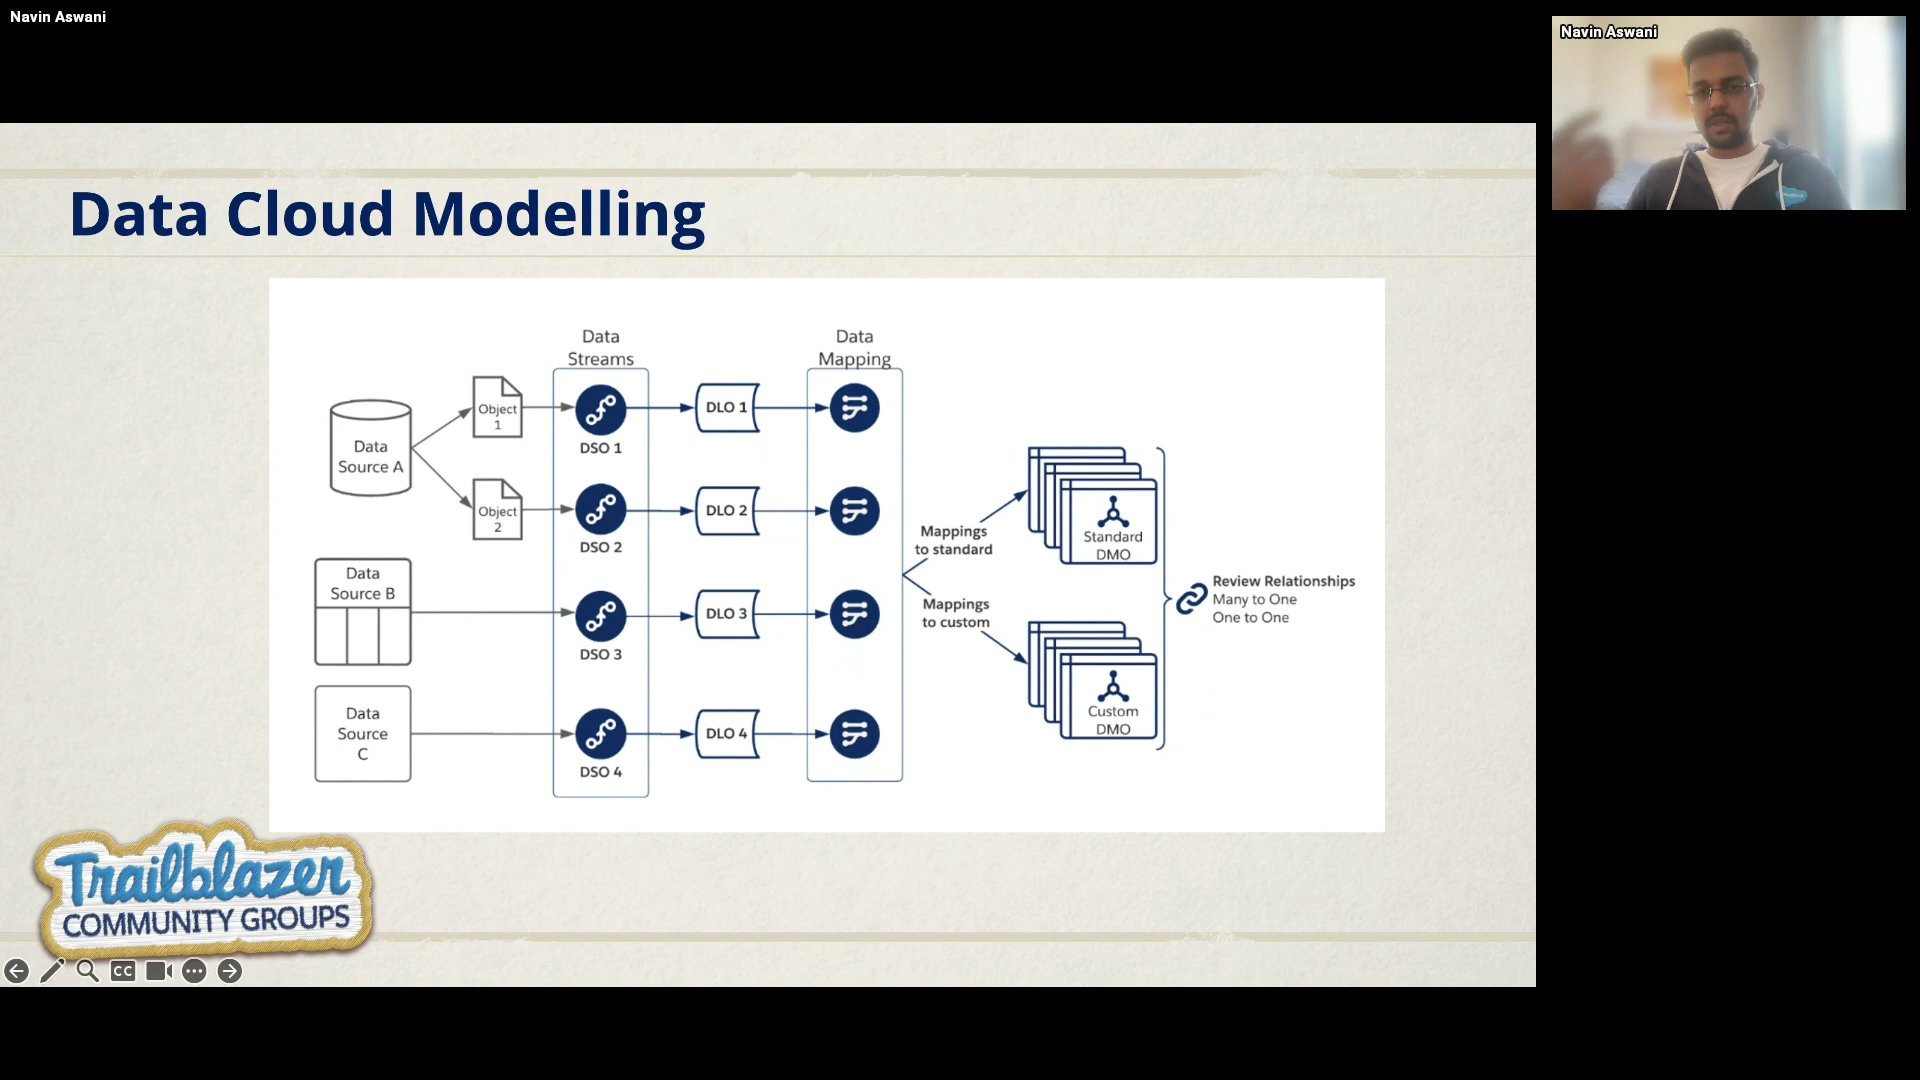 Navin Aswani
Navin Aswani
Data Cloud Modelling
Data
Streams
Data
Mapping
Data
Source A
Object
1
Object
2
DSO 1
DLO 1
DSO 2
DLO 2
Data
Source B
DSO 3
DLO 3
Data
Source
C
DSO 4
DLO 4
Mappings
to standard
Mappings
to custom
Standard
DMO
Custom
DMO
Review Relationships
Many to One
One to One
Trailblazer
COMMUNITY GROUPS
CC